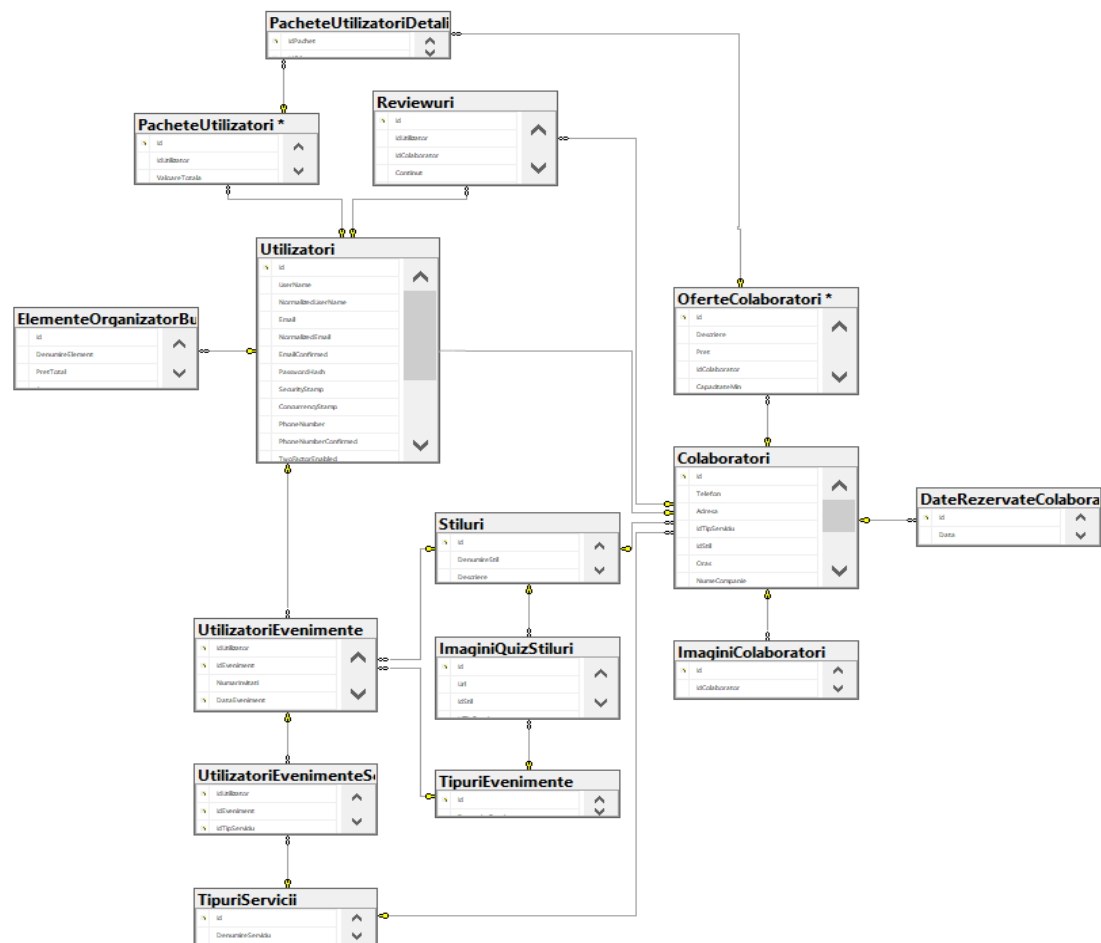 PacheteUtilizatoriDetali
idPachet
Reviewuri
id
idUtilizator
idColaborator
Continut
PacheteUtilizatori *
id
idUtilizator
ValoareTotala
Utilizatori
id
UserName
NormalizedUserName
Email
NormalizedEmail
EmailConfirmed
PasswordHash
SecurityStamp
ConcurrencyStamp
PhoneNumber
PhoneNumberConfirmed
TwoFactorEnabled
ElementeOrganizatorBu
id
DenumireElement
PretTotal
OferteColaboratori *
id
Descriere
Pret
idColaborator
CapacitateMin
Colaboratori
id
Telefon
Adresa
idTipServiciu
idStil
Oras
NumeCompanie
DateRezervateColabora
id
Data
Stiluri
id
DenumireStil
Descriere
UtilizatoriEvenimente
idUtilizator
idEveniment
NumarInvitati
DataEveniment
ImaginiQuizStiluri
id
Url
idStil
ImaginiColaboratori
id
idColaborator
UtilizatoriEvenimenteSe
idUtilizator
idEveniment
idTipServiciu
TipuriEvenimente
id
TipuriServicii
id
DenumireServiciu